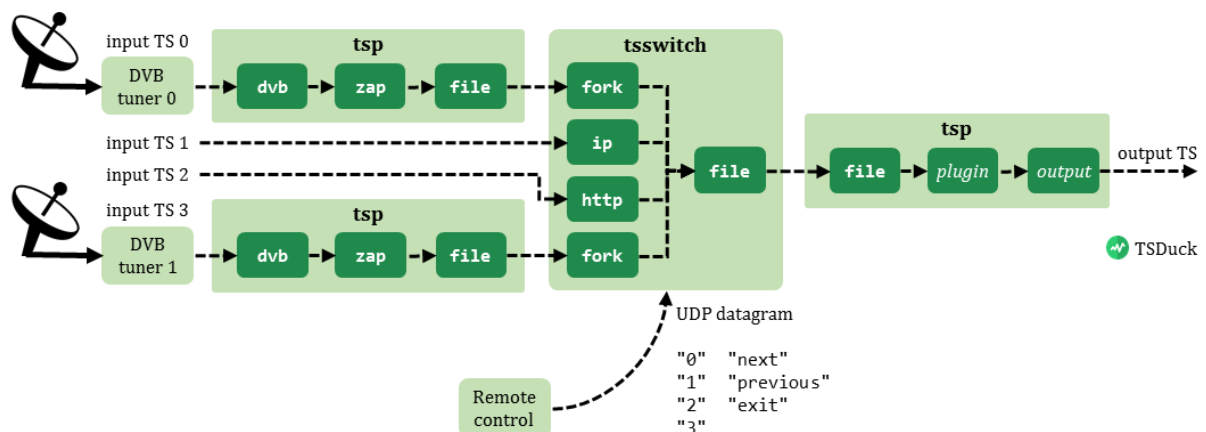 input TS 0
DVB
tuner 0
tsp
dvb
zap
file
input TS 1
input TS 2
input TS 3
DVB
tuner 1
tsp
dvb
zap
file
tsswitch
fork
ip
http
fork
file
tsp
file
plugin
output
output TS
TSDuck
UDP datagram
"0" "next"
"1" "previous"
"2" "exit"
"3"
Remote
control